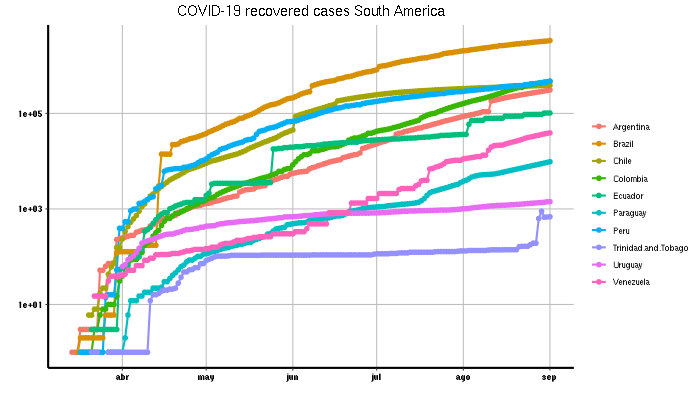 COVID-19 recovered cases South America
1e+05
1e+03
1e+01
abr
may
jun
jul
ago
sep
Argentina
Brazil
Chile
Colombia
Ecuador
Paraguay
Peru
Trinidad.and.Tobago
Uruguay
Venezuela